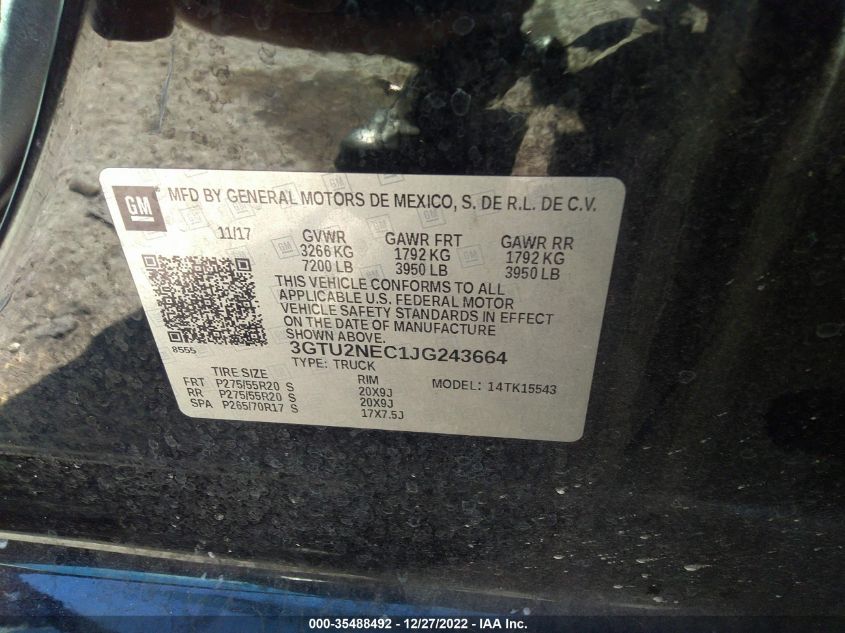 GM
MFD BY GENERAL MOTORS DE MEXICO, S. DE R.L. DE C.V.
11/17 GVWR GAWR FRT GAWR RR
3266 KG 1792 KG 1792 KG
7200 LB 3950 LB 3950 LB
THIS VEHICLE CONFORMS TO ALL
APPLICABLE U.S. FEDERAL MOTOR
VEHICLE SAFETY STANDARDS IN EFFECT
ON THE DATE OF MANUFACTURE
SHOWN ABOVE.
8555
3GTU2NEC1JG243664
TYPE: TRUCK
TIRE SIZE RIM MODEL: 14TK15543
FRT P275/55R20 S 20X9J
RR P275/55R20 S 20X9J
SPA P265/70R17 S 17X7.5J
000-35488492 - 12/27/2022 - IAA Inc.